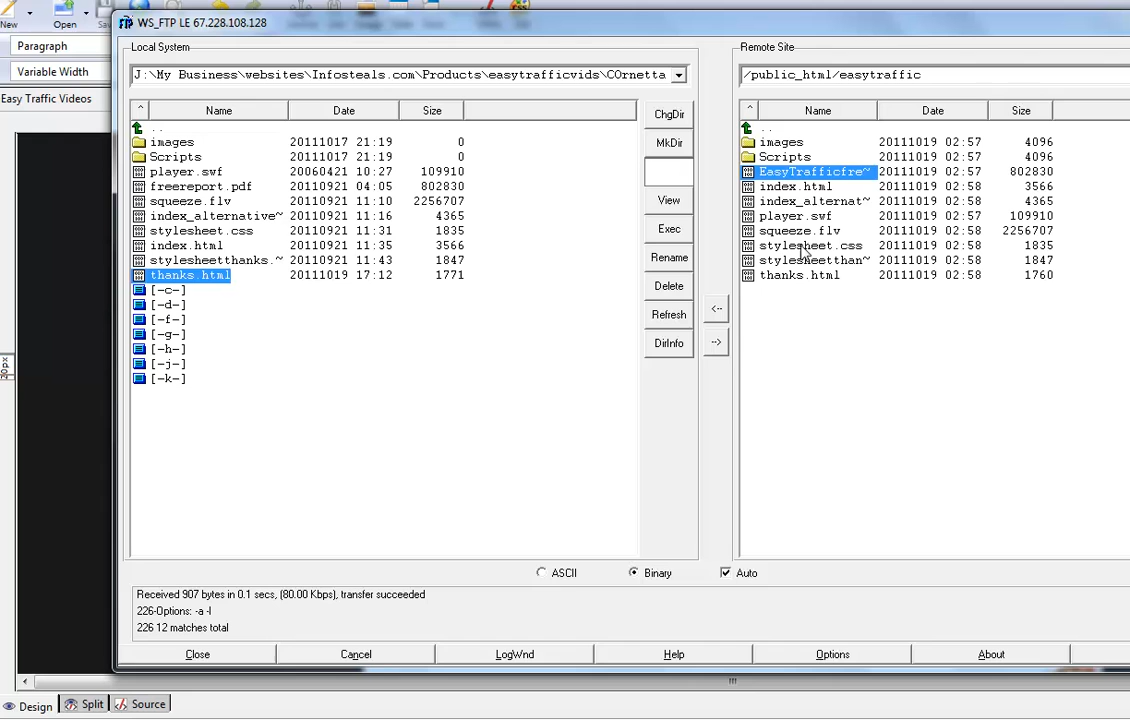 New
Open
Sa
Paragraph
Variable Width
Easy Traffic Videos
WS_FTP LE 67.228.108.128
Local System
J:\My Business\websites\Infosteals.com\Products\easytrafficvids\COrnetta
^ Name Date Size
..
images 20111017 21:19 0
Scripts 20111017 21:19 0
player.swf 20060421 10:27 109910
freereport.pdf 20110921 04:05 802830
squeeze.flv 20110921 11:10 2256707
index_alternative~ 20110921 11:16 4365
stylesheet.css 20110921 11:31 1835
index.html 20110921 11:35 3566
stylesheetthanks.~ 20110921 11:43 1847
thanks.html 20111019 17:12 1771
[-c-]
[-d-]
[-f-]
[-g-]
[-h-]
[-j-]
[-k-]
ChgDir
MkDir
View
Exec
Rename
Delete
Refresh
DirInfo
<--
-->
Remote Site
/public_html/easytraffic
^ Name Date Size
..
images 20111019 02:57 4096
Scripts 20111019 02:57 4096
EasyTrafficfre~ 20111019 02:57 802830
index.html 20111019 02:58 3566
index_alternat~ 20111019 02:58 4365
player.swf 20111019 02:57 109910
squeeze.flv 20111019 02:58 2256707
stylesheet.css 20111019 02:58 1835
stylesheetthan~ 20111019 02:58 1847
thanks.html 20111019 02:58 1760
ASCII
Binary
Auto
Received 907 bytes in 0.1 secs, (80.00 Kbps), transfer succeeded
226-Options: -a -l
226 12 matches total
Close
Cancel
LogWnd
Help
Options
About
Design
Split
Source